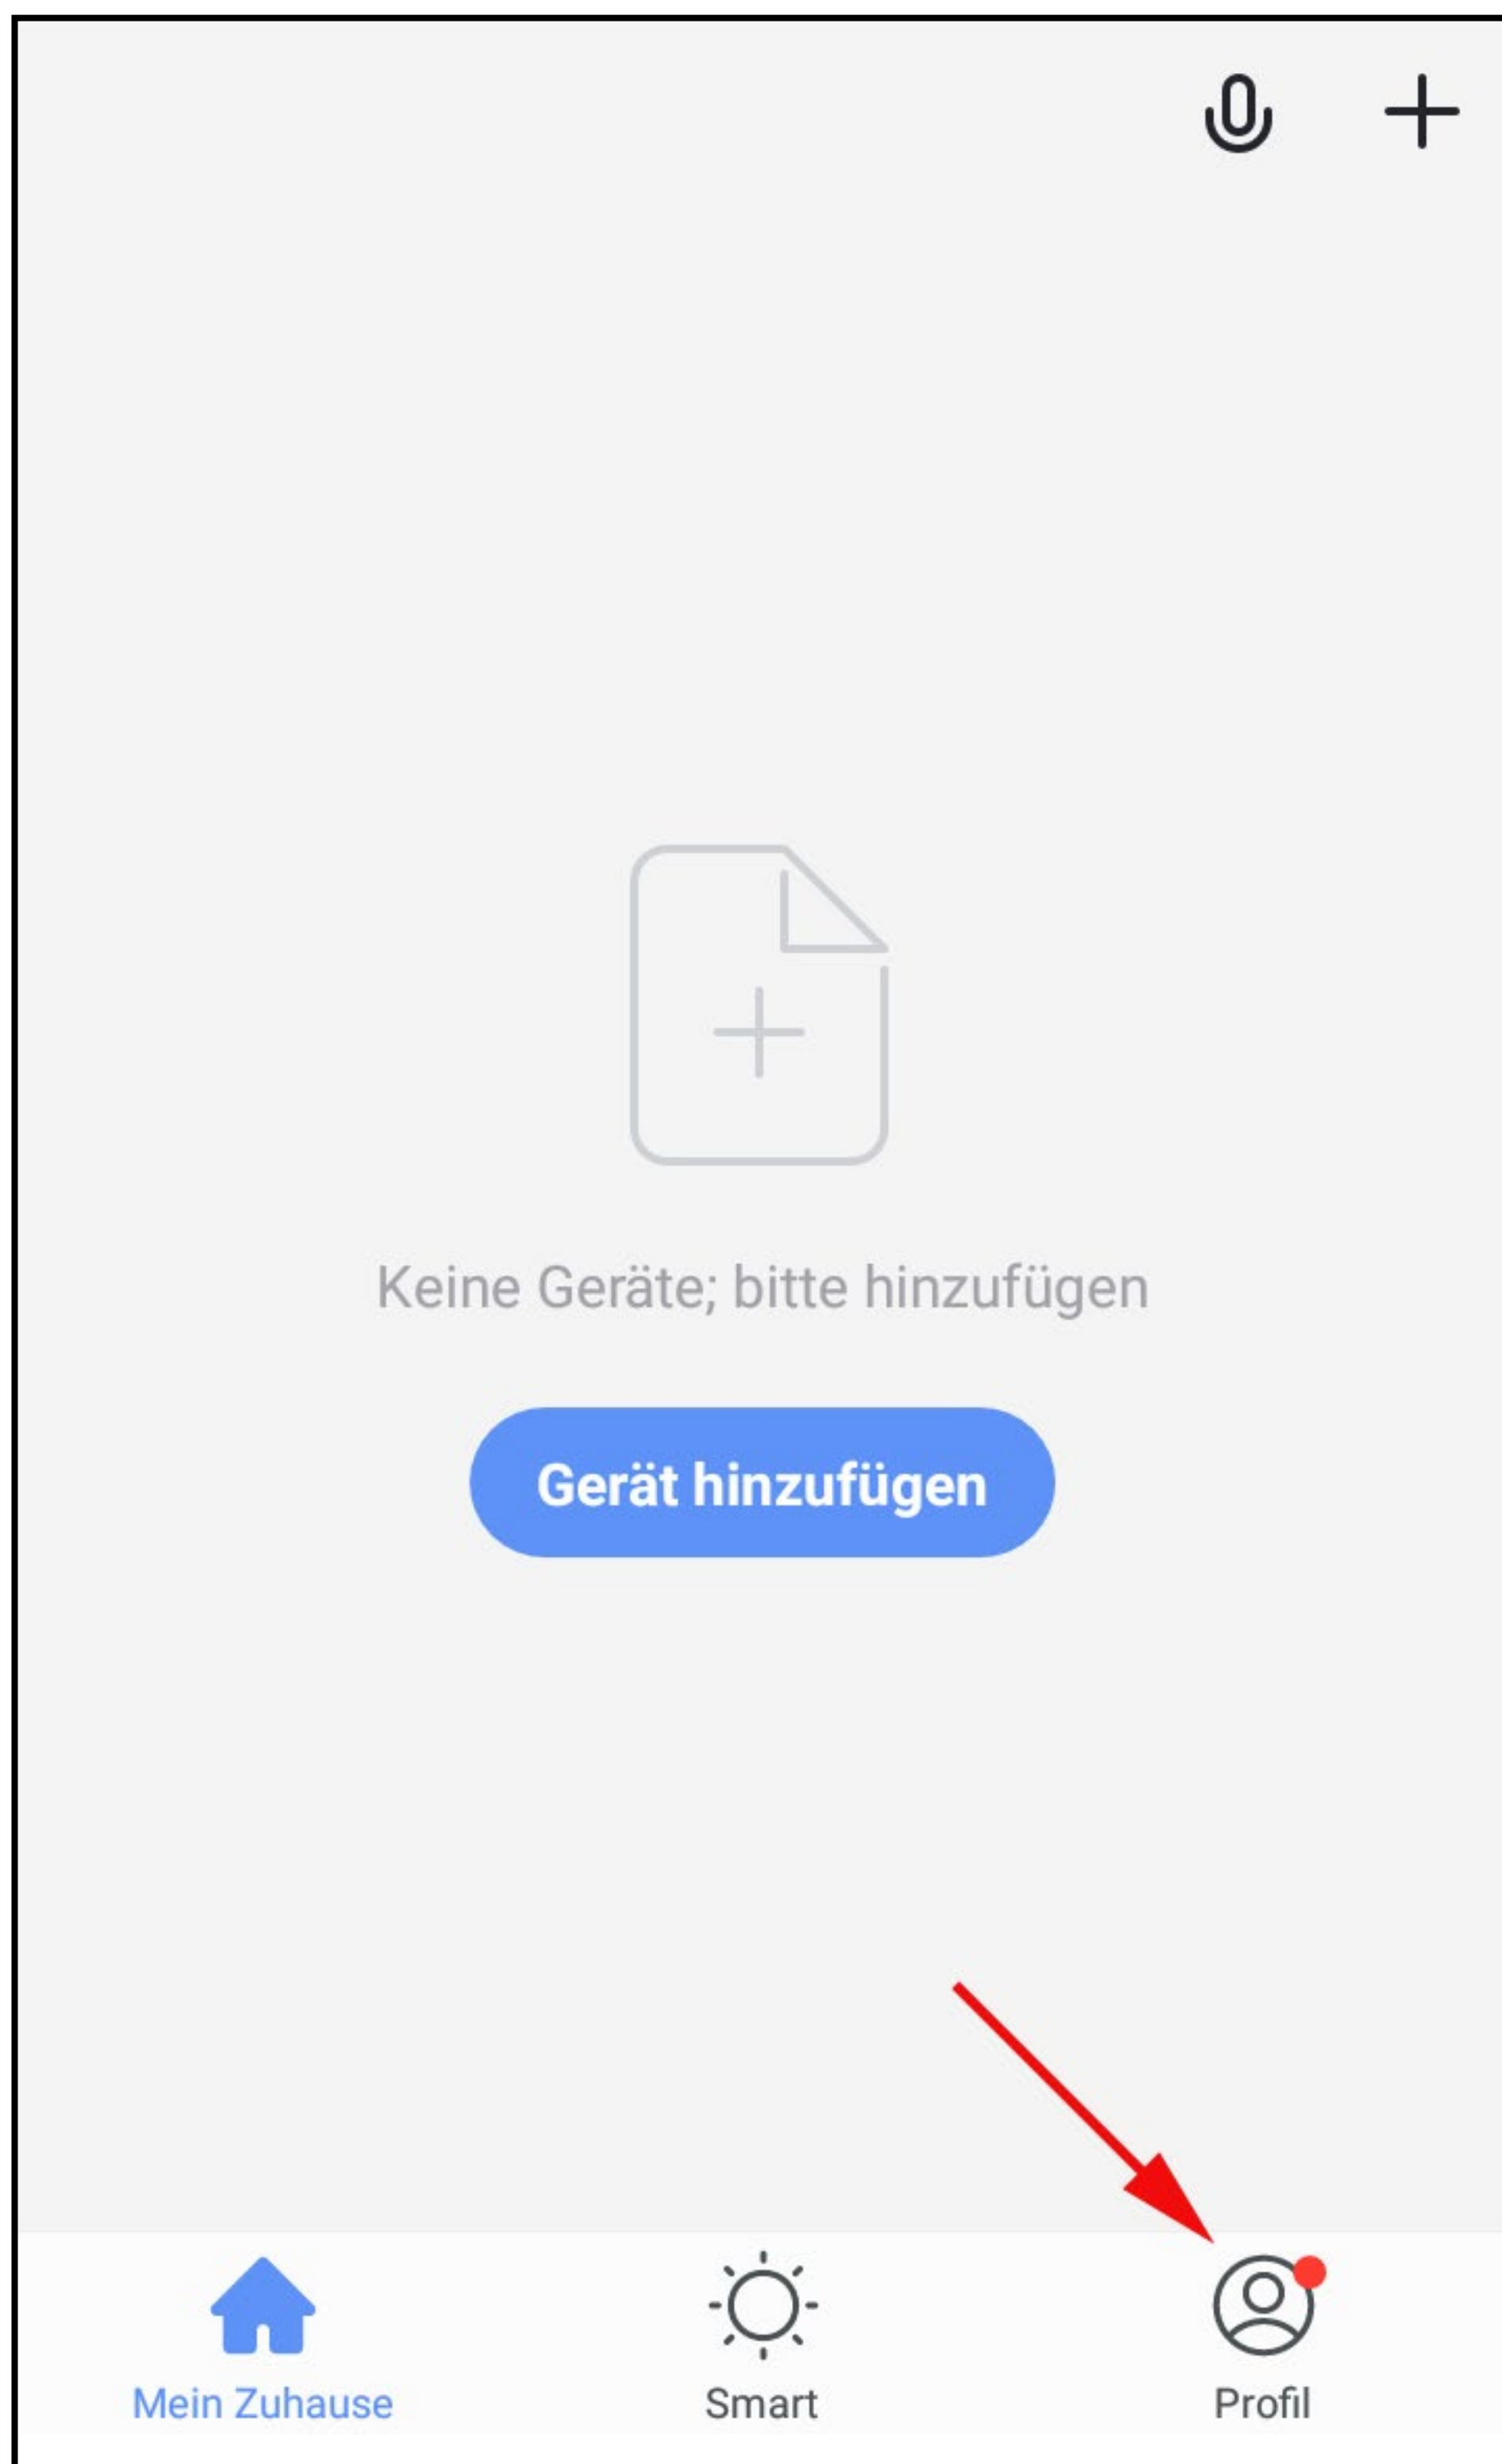 Keine Geräte; bitte hinzufügen
Gerät hinzufügen
Mein Zuhause
Smart
Profil